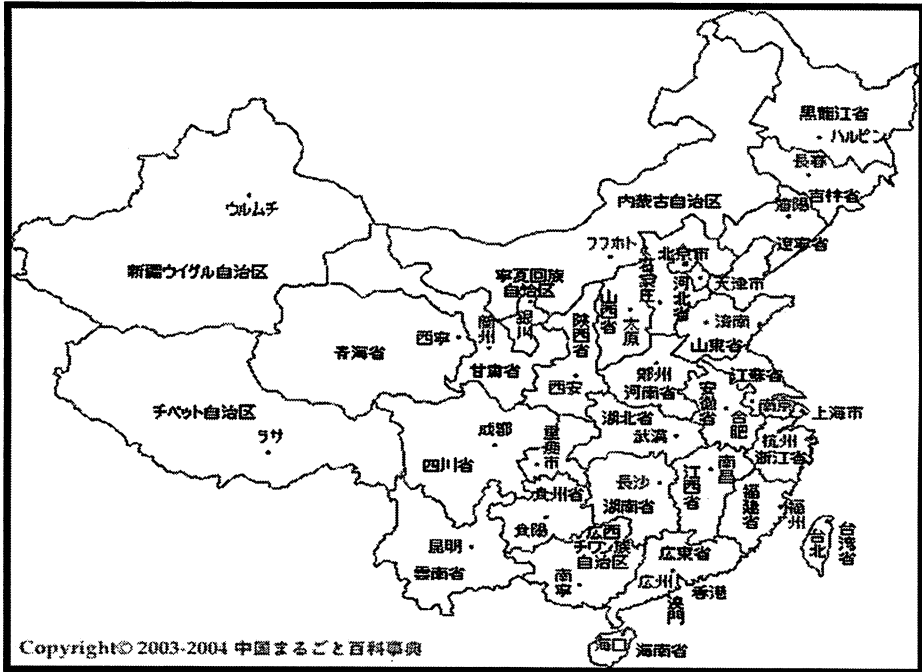 黒龍江省
ハルビン
長春
吉林省
瀋陽
遼寧省
内蒙古自治区
フフホト
北京市
天津市
河北省
ウルムチ
新疆ウイグル自治区
寧夏回族
自治区
銀川
山西省
太原
済南
山東省
陝西省
西安
蘭州
西寧
甘粛省
青海省
鄭州
河南省
江蘇省
安徽省
合肥
南京
上海市
チベット自治区
ラサ
成都
四川省
重慶市
湖北省
武漢
杭州
浙江省
長沙
湖南省
江西省
南昌
福建省
福州
台北
台湾省
貴州省
貴陽
昆明
雲南省
広西
チワン族
自治区
南寧
広東省
広州
香港
澳門
海口
海南省
Copyright© 2003-2004 中国まるごと百科事典